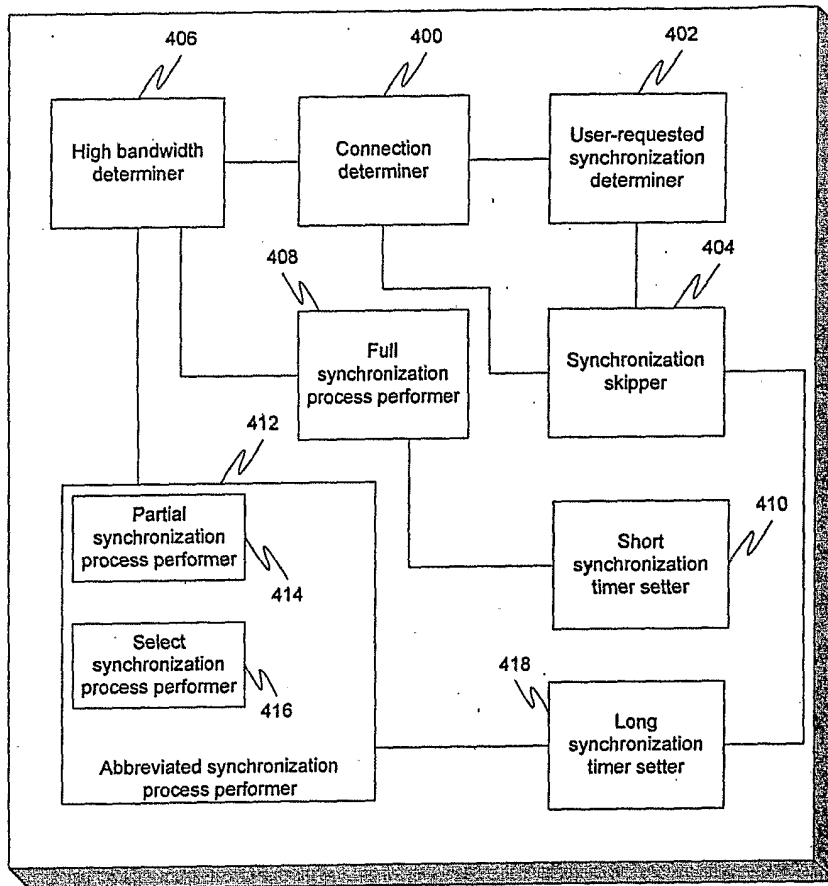 406
400
402
High bandwidth
determiner
Connection
determiner
User-requested
synchronization
determiner
408
404
Full
synchronization
process performer
Synchronization
skipper
412
Partial
synchronization
process performer
414
410
Short
synchronization
timer setter
Select
synchronization
process performer
416
418
Long
synchronization
timer setter
Abbreviated synchronization
process performer